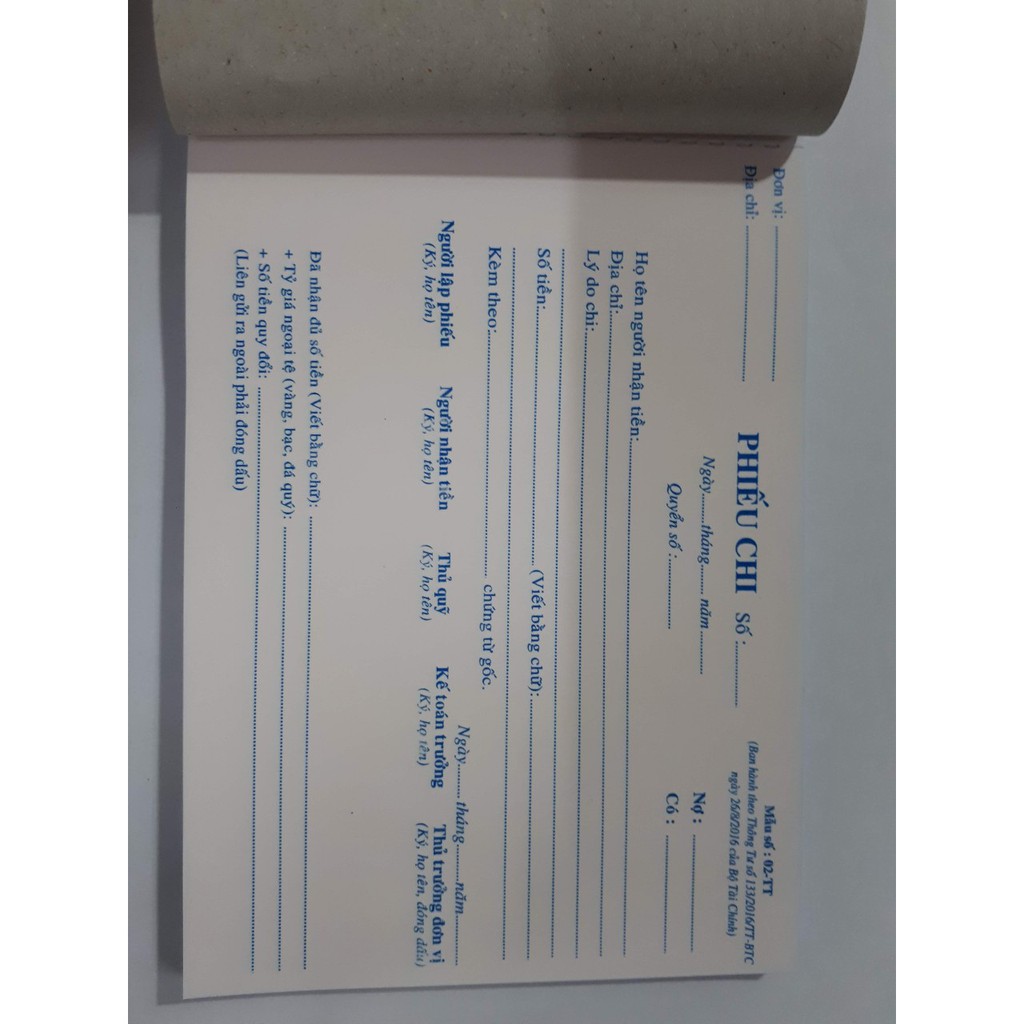 Đơn vị: ....................
Địa chỉ: ....................
Mẫu số : 02-TT
(Ban hành theo Thông Tư số 133/2016/TT-BTC
ngày 26/8/2016 của Bộ Tài Chính)
PHIẾU CHI Số :............
Ngày.......tháng....... năm.........
Quyển số :............
Nợ : ....................
Có : ....................
Họ tên người nhận tiền:........................................
Địa chỉ:........................................
Lý do chi:........................................
........................................
Số tiền:........................................ (Viết bằng chữ):........................................
........................................
Kèm theo:........................................ chứng từ gốc.
Ngày........ tháng........năm........
Người lập phiếu Người nhận tiền Thủ quỹ Kế toán trưởng Thủ trưởng đơn vị
(Ký, họ tên) (Ký, họ tên) (Ký, họ tên) (Ký, họ tên) (Ký, họ tên, đóng dấu)
Đã nhận đủ số tiền (Viết bằng chữ): ........................................
+ Tỷ giá ngoại tệ (vàng, bạc, đá quý): ........................................
+ Số tiền quy đổi: ........................................
(Liên gửi ra ngoài phải đóng dấu)